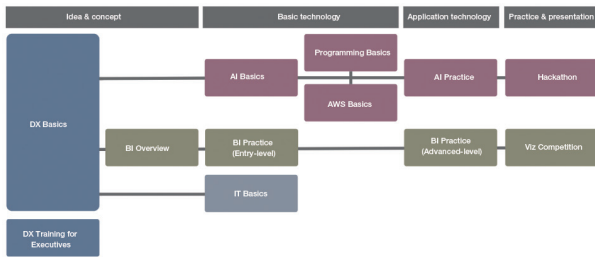 Idea & concept
Basic technology
Application technology
Practice & presentation
Programming Basics
AI Basics
AI Practice
Hackathon
AWS Basics
DX Basics
BI Overview
BI Practice
(Entry-level)
BI Practice
(Advanced-level)
Viz Competition
IT Basics
DX Training for
Executives